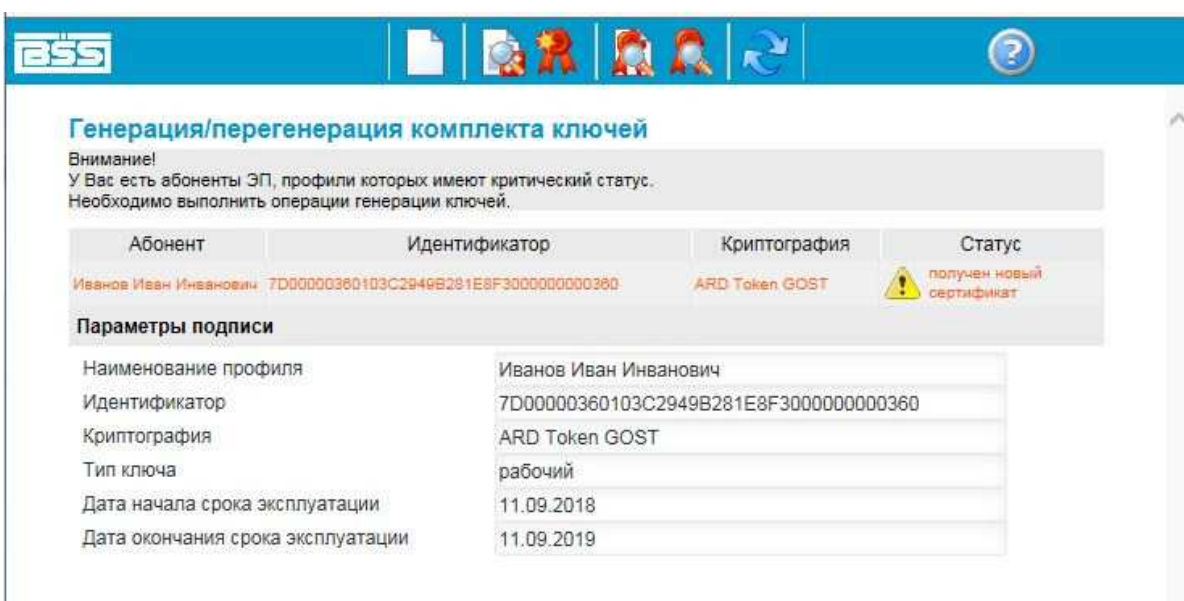 BSS
Генерация/перегенерация комплекта ключей
Внимание!
У Вас есть абоненты ЭП, профили которых имеют критический статус.
Необходимо выполнить операции генерации ключей.
Абонент Идентификатор Криптография Статус
Иванов Иван Инванович 7D00000360103C2949B281E8F3000000000360 ARD Token GOST получен новый
сертификат
Параметры подписи
Наименование профиля Иванов Иван Инванович
Идентификатор 7D00000360103C2949B281E8F3000000000360
Криптография ARD Token GOST
Тип ключа рабочий
Дата начала срока эксплуатации 11.09.2018
Дата окончания срока эксплуатации 11.09.2019